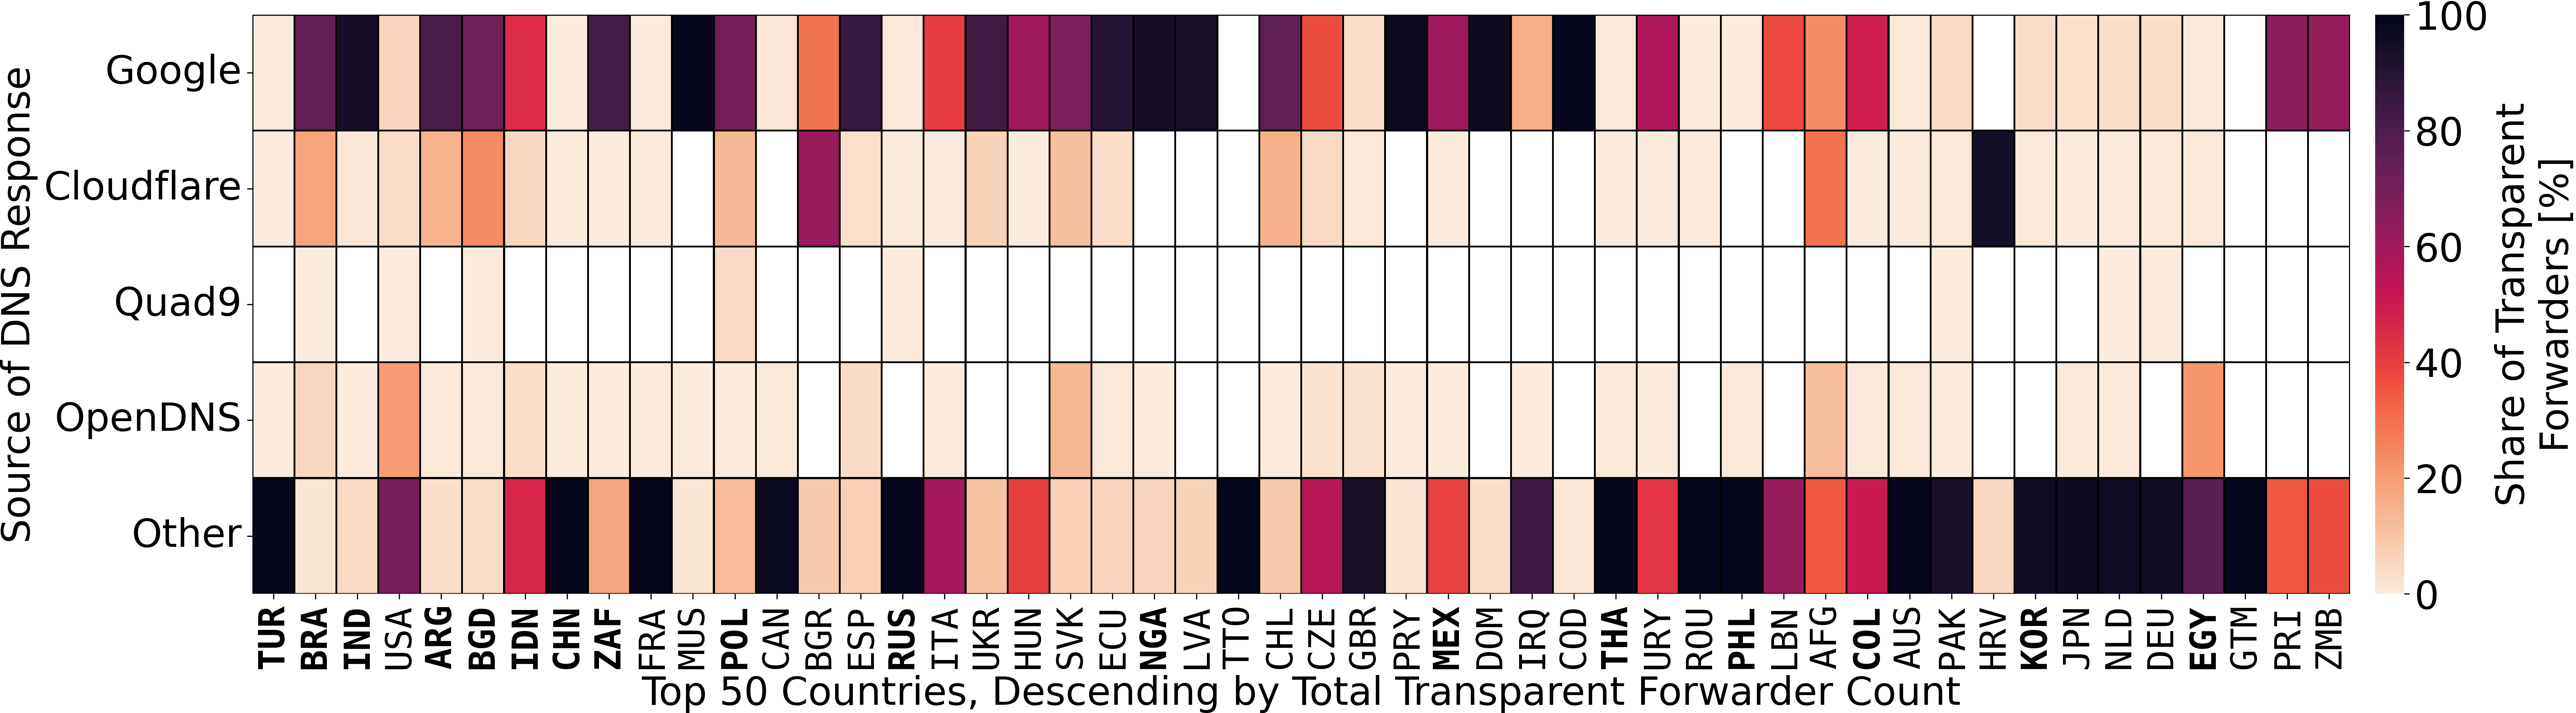 Source of DNS Response
Google
Cloudflare
Quad9
OpenDNS
Other
TUR
BRA
IND
USA
ARG
BGD
IDN
CHN
ZAF
FRA
MUS
POL
CAN
BGR
ESP
RUS
ITA
UKR
HUN
SVK
ECU
NGA
LVA
TTO
CHL
CZE
GBR
PRY
MEX
DOM
IRQ
COD
THA
URY
ROU
PHL
LBN
AFG
COL
AUS
PAK
HRV
KOR
JPN
NLD
DEU
EGY
GTM
PRI
ZMB
Top 50 Countries, Descending by Total Transparent Forwarder Count
100
80
60
40
20
0
Share of Transparent
Forwarders [%]